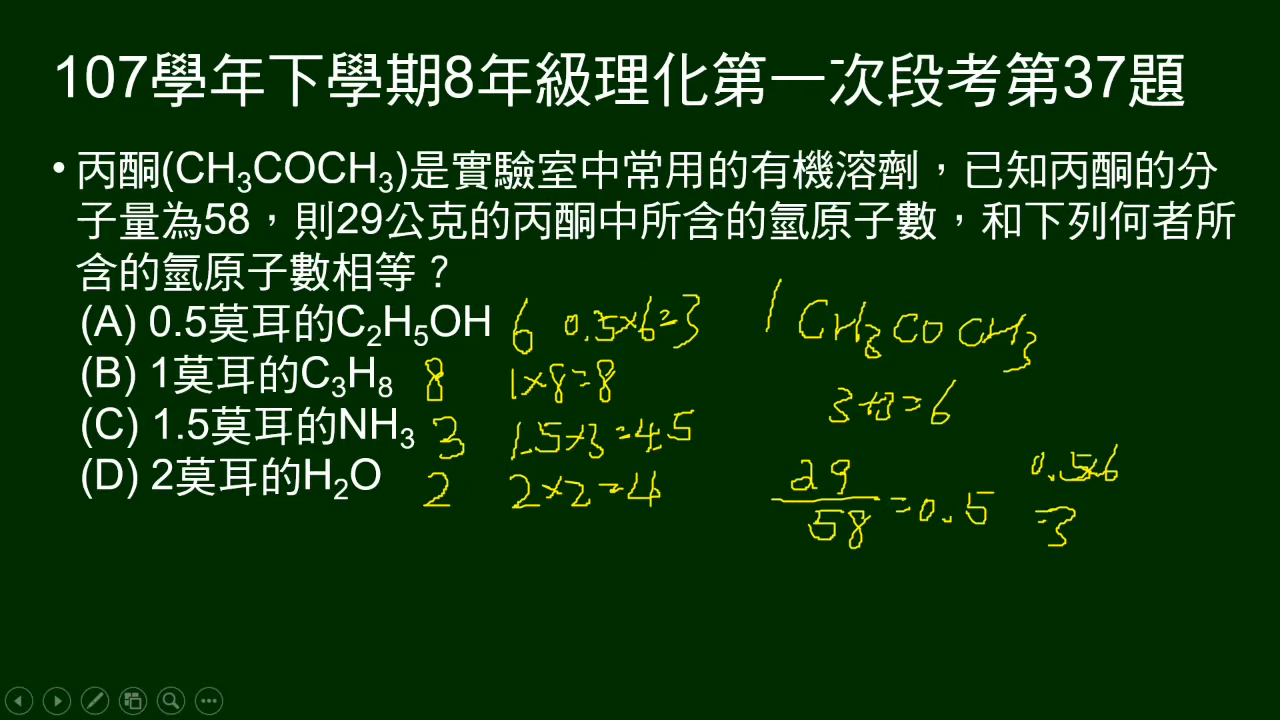 107學年下學期8年級理化第一次段考第37題
• 丙酮(CH₃COCH₃)是實驗室中常用的有機溶劑，已知丙酮的分
子量為58，則29公克的丙酮中所含的氫原子數，和下列何者所
含的氫原子數相等？
(A) 0.5莫耳的C₂H₅OH 6 0.5×6=3
(B) 1莫耳的C₃H₈ 8 1×8=8
(C) 1.5莫耳的NH₃ 3 1.5×3=4.5
(D) 2莫耳的H₂O 2 2×2=4
1 CH₃COCH₃
3+3=6
29
58 =0.5
0.5×6
=3